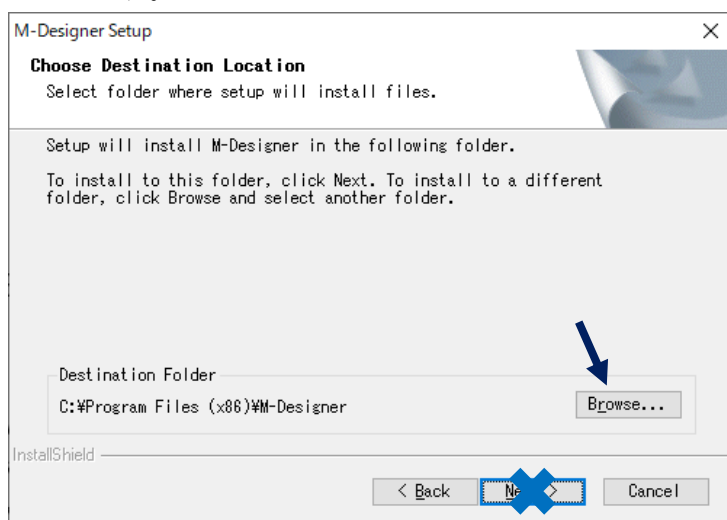 M-Designer Setup
Choose Destination Location
Select folder where setup will install files.
Setup will install M-Designer in the following folder.
To install to this folder, click Next. To install to a different
folder, click Browse and select another folder.
Destination Folder
C:¥Program Files (x86)¥M-Designer
Browse...
InstallShield
< Back
>
Cancel